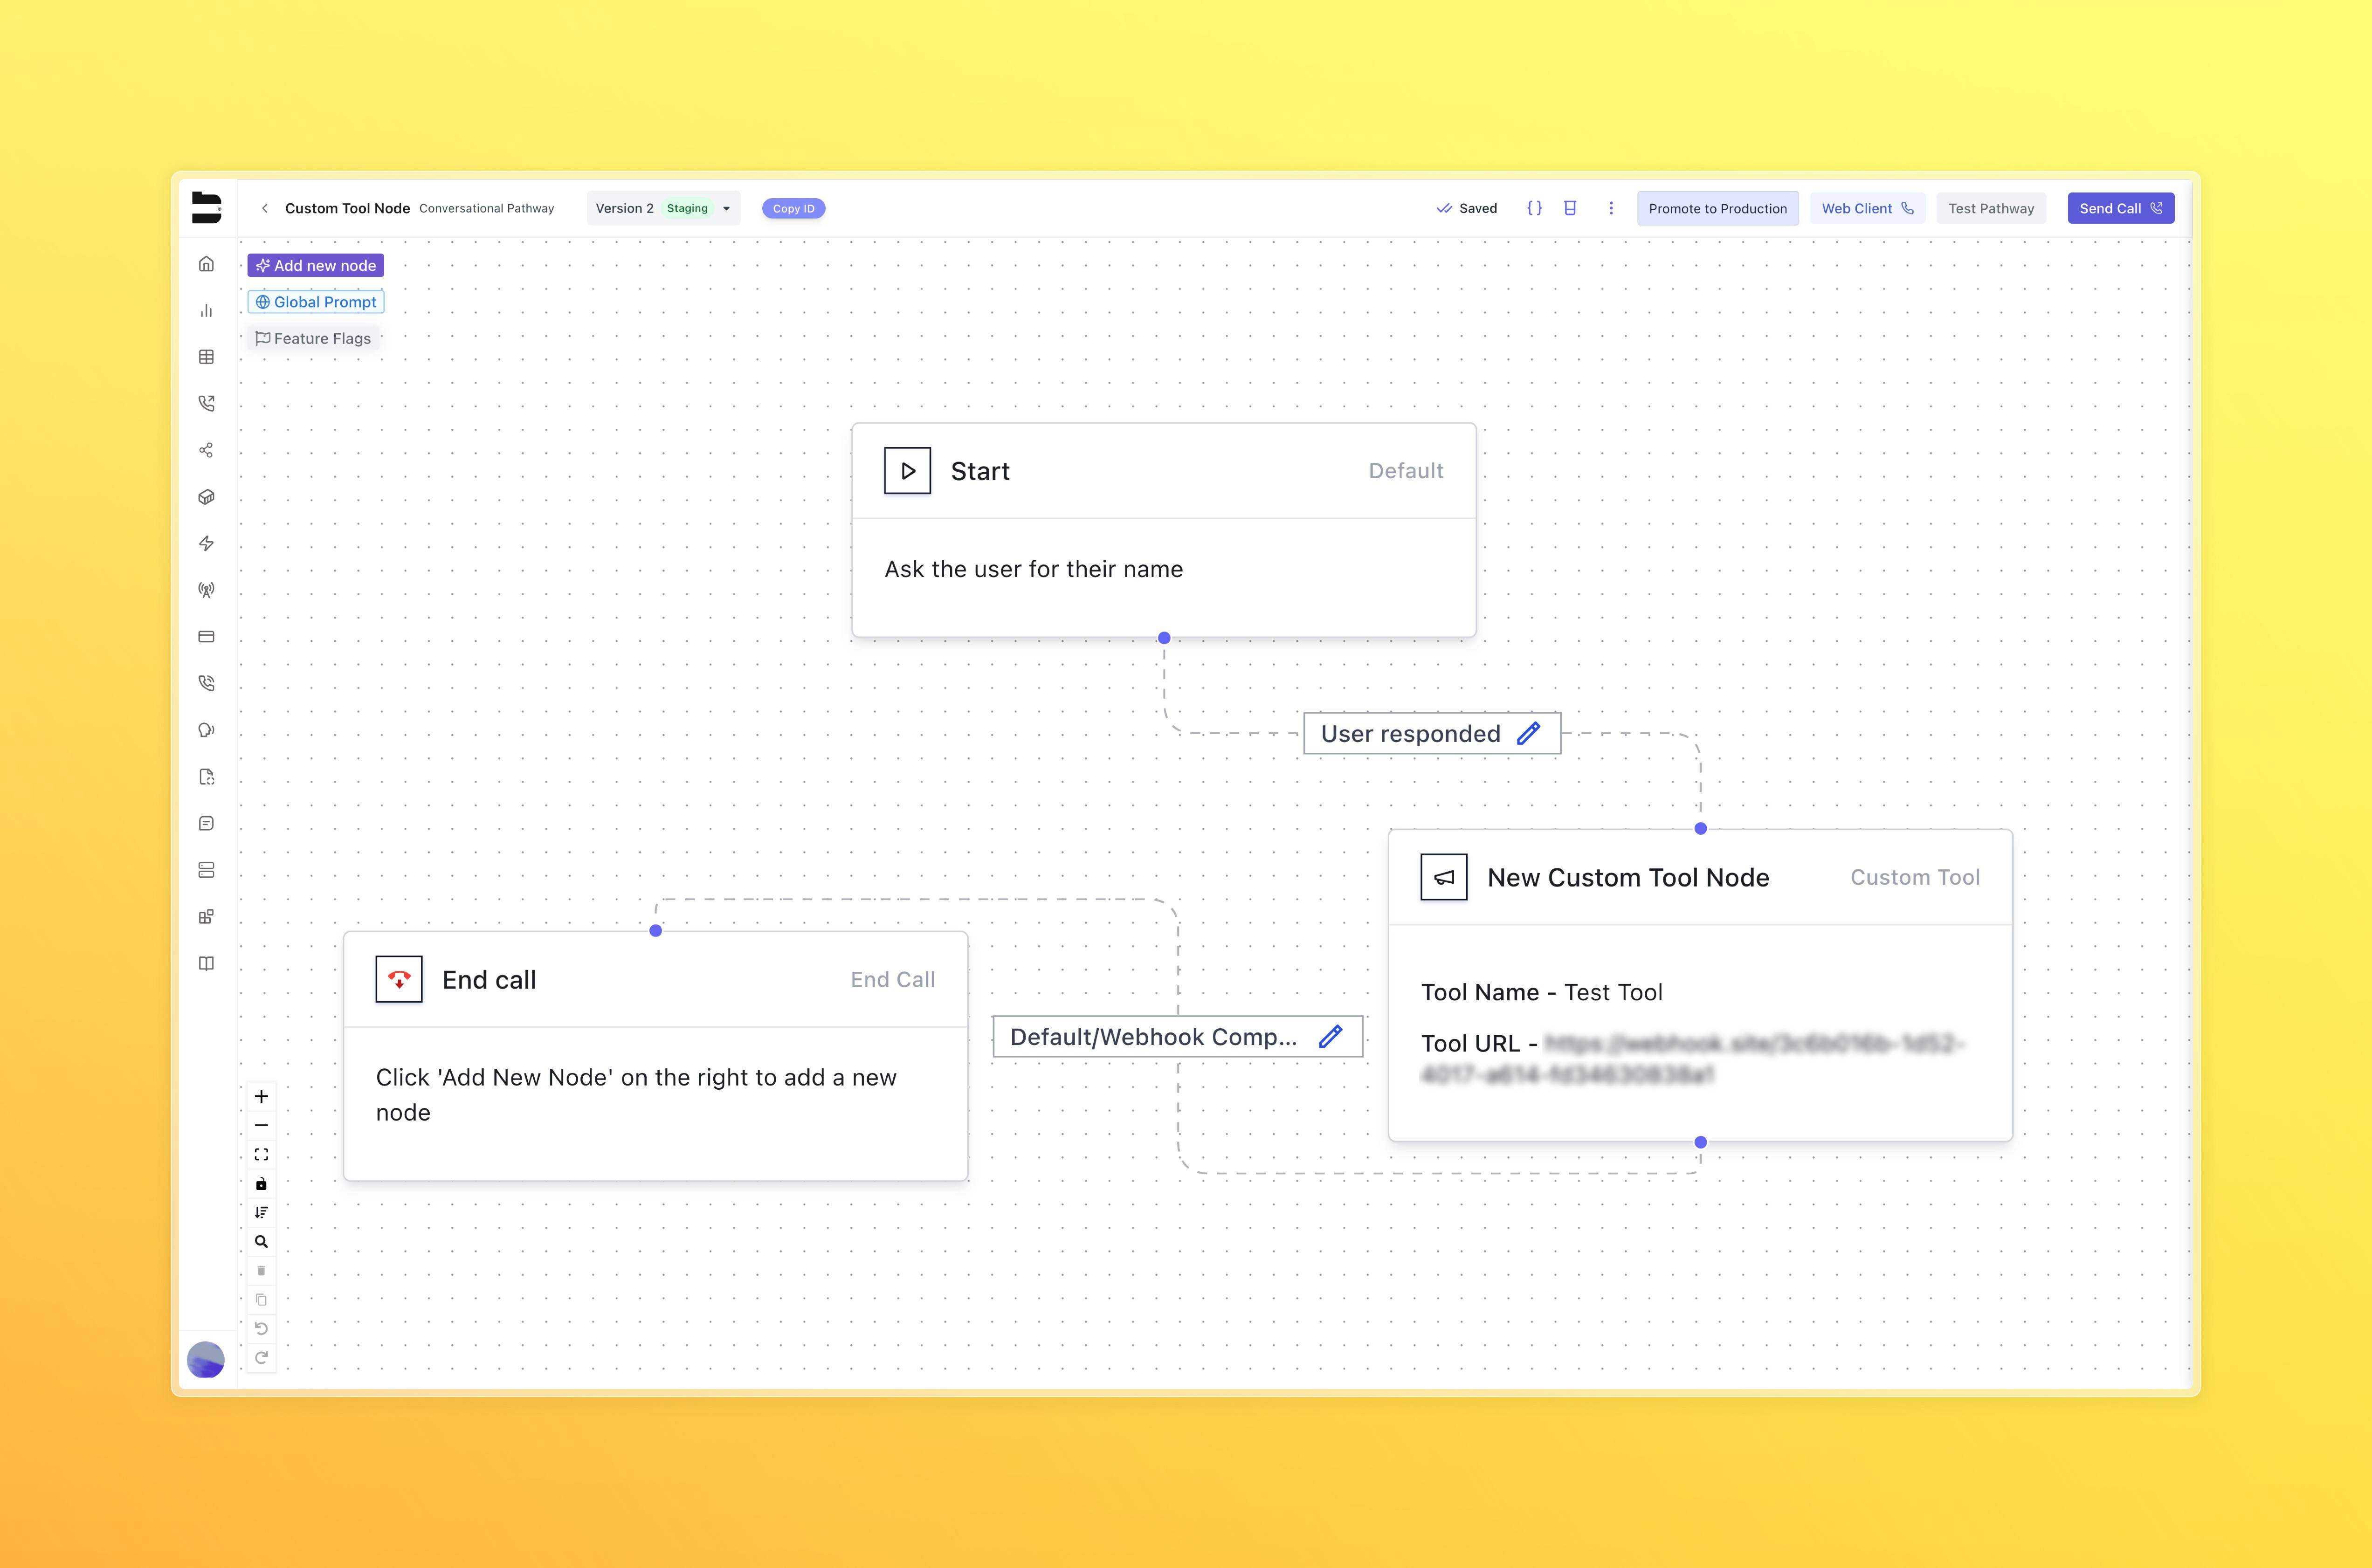 Custom Tool Node Conversational Pathway Version 2 Staging Copy ID Saved Promote to Production Web Client Test Pathway Send Call
Add new node
Global Prompt
Feature Flags
Start Default
Ask the user for their name
User responded
New Custom Tool Node Custom Tool
Tool Name - Test Tool
Tool URL -
End call End Call
Click 'Add New Node' on the right to add a new
node
Default/Webhook Comp...